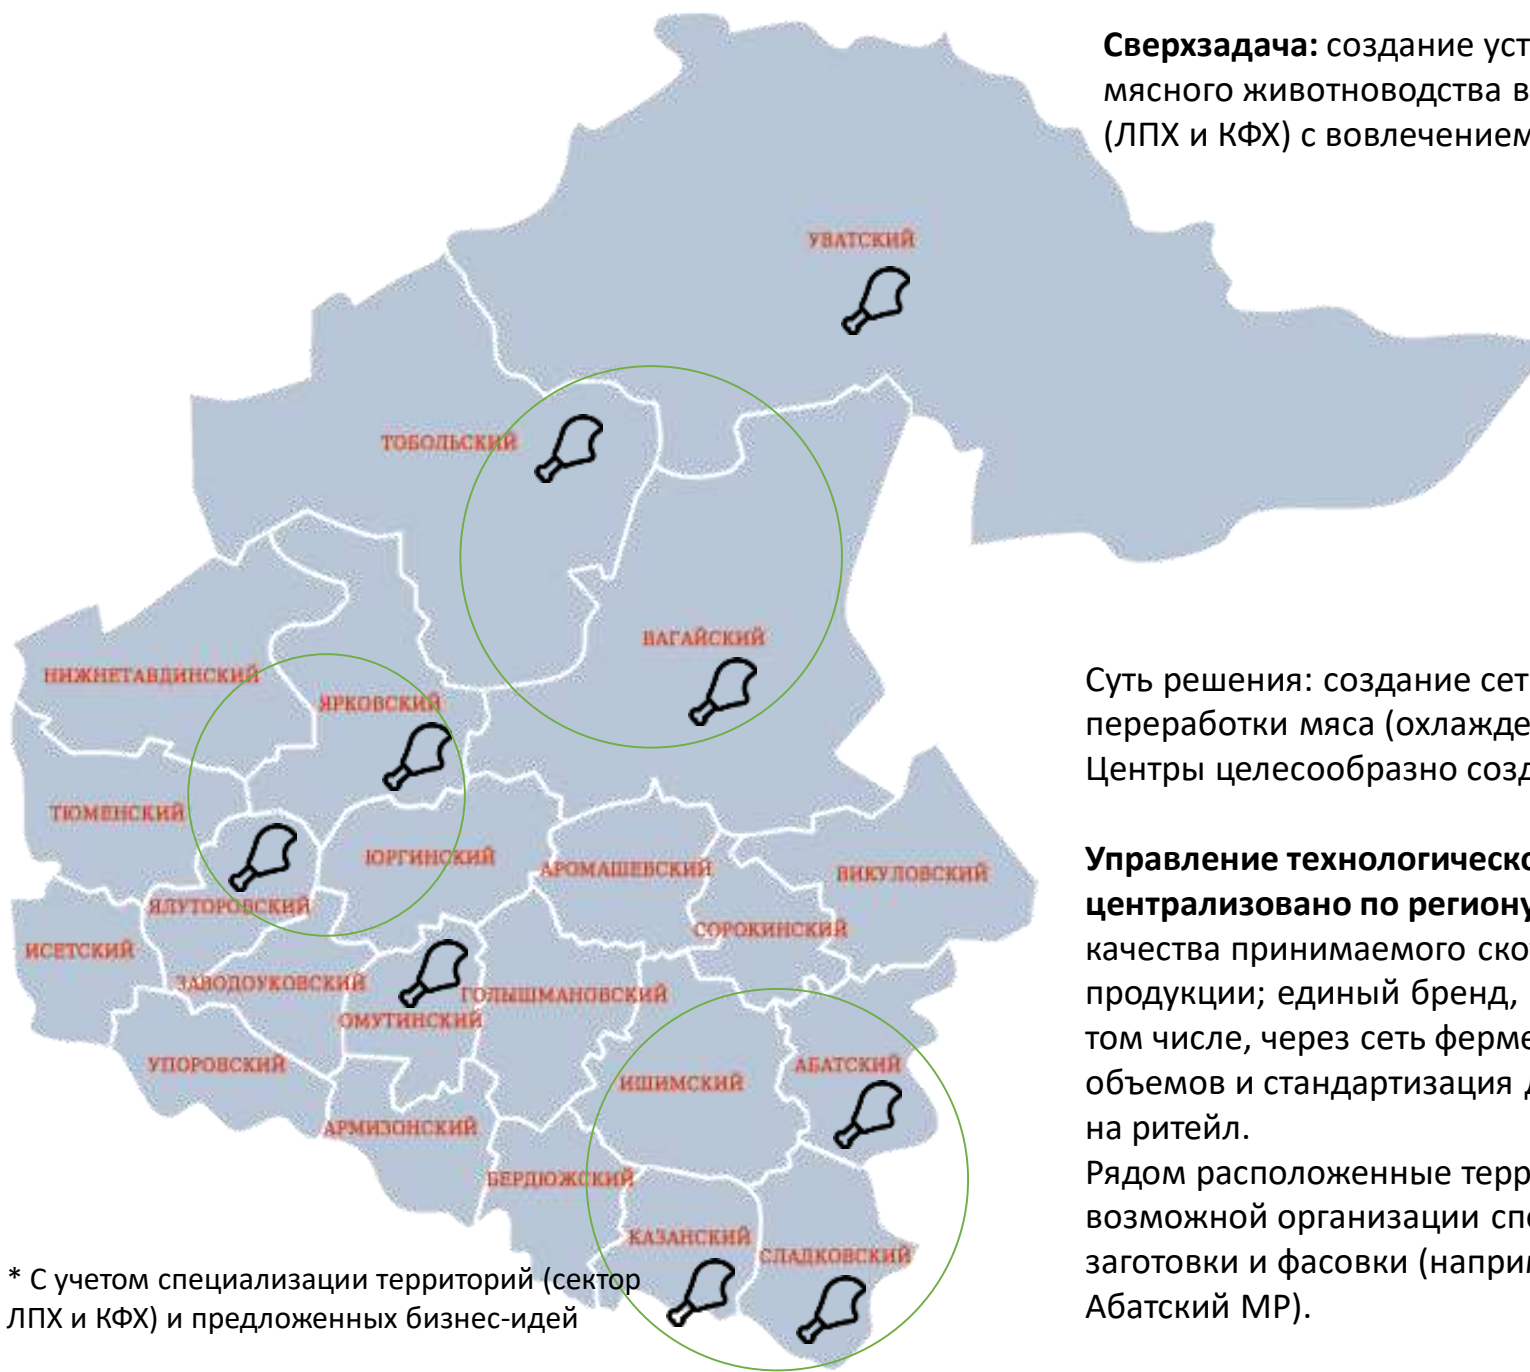 Сверхзадача: создание уст
мясного животноводства в
(ЛПХ и КФХ) с вовлечением
УВАТСКИЙ
ТОБОЛЬСКИЙ
ВАГАЙСКИЙ
НИЖНЕТАВДИНСКИЙ
ЯРКОВСКИЙ
ТЮМЕНСКИЙ
ЮРГИНСКИЙ
АРОМАШЕВСКИЙ
ВИКУЛОВСКИЙ
ЯЛУТОРОВСКИЙ
СОРОКИНСКИЙ
ИСЕТСКИЙ
ЗАВОДОУКОВСКИЙ
ГОЛЫШМАНОВСКИЙ
ОМУТИНСКИЙ
УПОРОВСКИЙ
ИШИМСКИЙ
АБАТСКИЙ
АРМИЗОНСКИЙ
БЕРДЮЖСКИЙ
КАЗАНСКИЙ
СЛАДКОВСКИЙ
Суть решения: создание сет
переработки мяса (охлажде
Центры целесообразно созд
Управление технологическо
централизовано по региону
качества принимаемого ско
продукции; единый бренд,
том числе, через сеть ферме
объемов и стандартизация д
на ритейл.
Рядом расположенные терр
возможной организации спе
заготовки и фасовки (наприм
Абатский МР).
* С учетом специализации территорий (сектор
ЛПХ и КФХ) и предложенных бизнес-идей